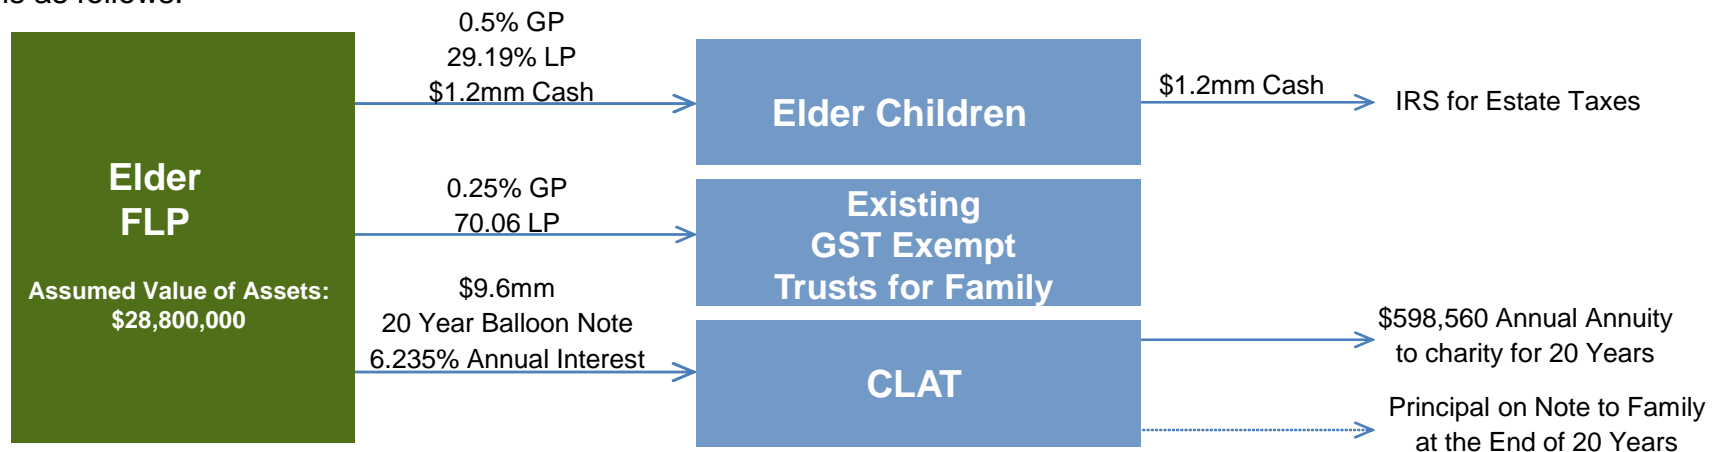 is as follows:
Elder
FLP
Assumed Value of Assets:
$28,800,000
0.5% GP
29.19% LP
$1.2mm Cash
Elder Children
$1.2mm Cash
IRS for Estate Taxes
0.25% GP
70.06 LP
Existing
GST Exempt
Trusts for Family
$9.6mm
20 Year Balloon Note
6.235% Annual Interest
CLAT
$598,560 Annual Annuity
to charity for 20 Years
Principal on Note to Family
at the End of 20 Years